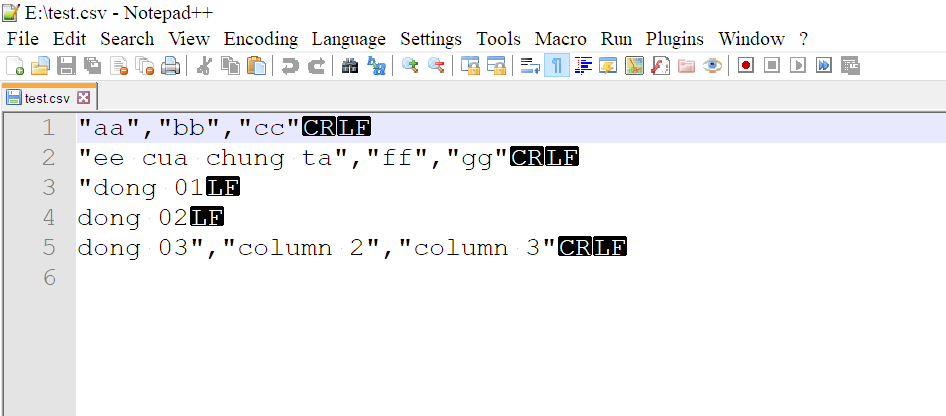 E:\test.csv - Notepad++
File Edit Search View Encoding Language Settings Tools Macro Run Plugins Window ?
test.csv
1 "aa","bb","cc"CRLF
2 "ee cua chung ta","ff","gg"CRLF
3 "dong 01LF
4 dong 02LF
5 dong 03","column 2","column 3"CRLF
6